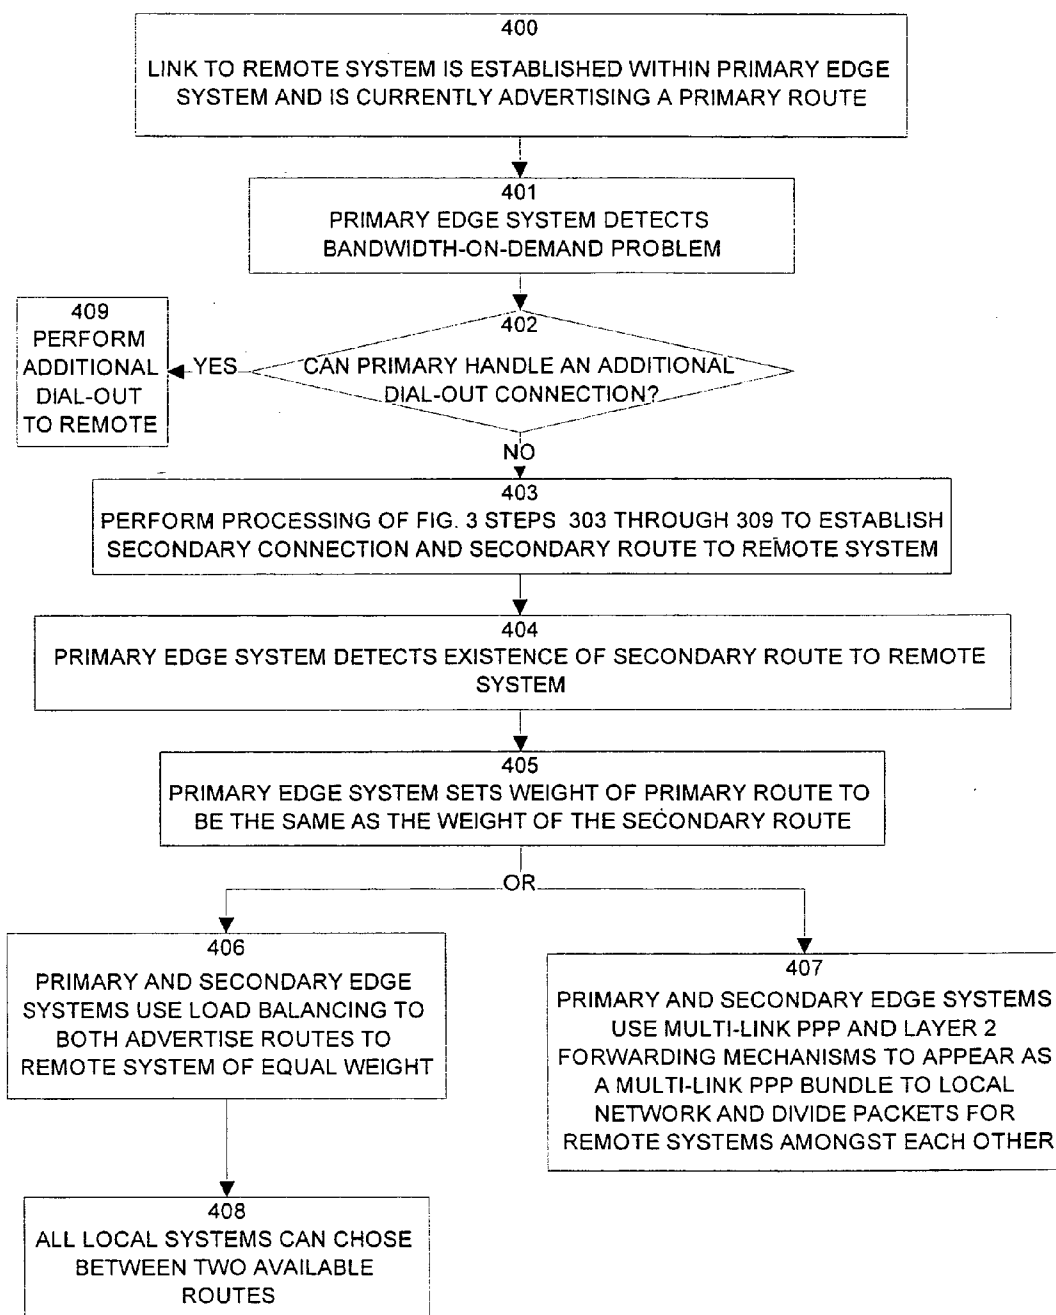 400
LINK TO REMOTE SYSTEM IS ESTABLISHED WITHIN PRIMARY EDGE
SYSTEM AND IS CURRENTLY ADVERTISING A PRIMARY ROUTE
401
PRIMARY EDGE SYSTEM DETECTS
BANDWIDTH-ON-DEMAND PROBLEM
402
CAN PRIMARY HANDLE AN ADDITIONAL
DIAL-OUT CONNECTION?
YES
409
PERFORM
ADDITIONAL
DIAL-OUT
TO REMOTE
NO
403
PERFORM PROCESSING OF FIG. 3 STEPS 303 THROUGH 309 TO ESTABLISH
SECONDARY CONNECTION AND SECONDARY ROUTE TO REMOTE SYSTEM
404
PRIMARY EDGE SYSTEM DETECTS EXISTENCE OF SECONDARY ROUTE TO REMOTE
SYSTEM
405
PRIMARY EDGE SYSTEM SETS WEIGHT OF PRIMARY ROUTE TO
BE THE SAME AS THE WEIGHT OF THE SECONDARY ROUTE
OR
406
PRIMARY AND SECONDARY EDGE
SYSTEMS USE LOAD BALANCING TO
BOTH ADVERTISE ROUTES TO
REMOTE SYSTEM OF EQUAL WEIGHT
407
PRIMARY AND SECONDARY EDGE SYSTEMS
USE MULTI-LINK PPP AND LAYER 2
FORWARDING MECHANISMS TO APPEAR AS
A MULTI-LINK PPP BUNDLE TO LOCAL
NETWORK AND DIVIDE PACKETS FOR
REMOTE SYSTEMS AMONGST EACH OTHER
408
ALL LOCAL SYSTEMS CAN CHOSE
BETWEEN TWO AVAILABLE
ROUTES